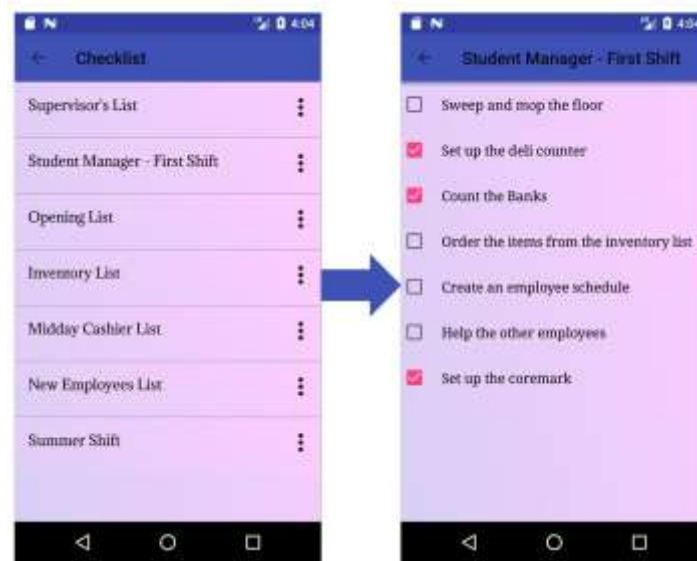 4:04
Checklist
Supervisor's List
Student Manager - First Shift
Opening List
Inventory List
Midday Cashier List
New Employees List
Summer Shift
4:04
Student Manager - First Shift
Sweep and mop the floor
Set up the deli counter
Count the Banks
Order the items from the inventory list
Create an employee schedule
Help the other employees
Set up the coremark